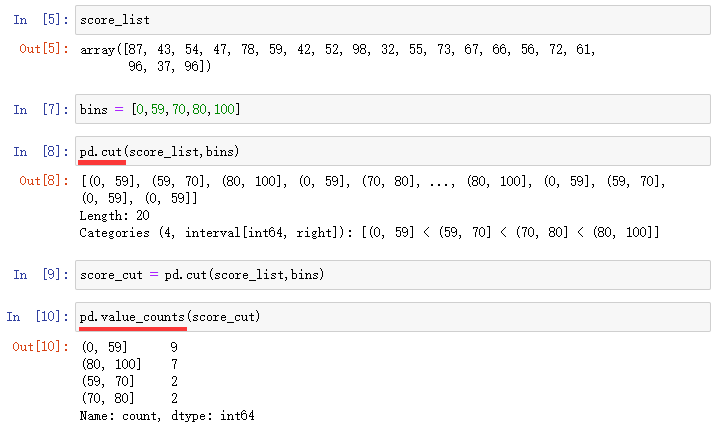 In [5]: score_list
Out[5]: array([87, 43, 54, 47, 78, 59, 42, 52, 98, 32, 55, 73, 67, 66, 56, 72, 61,
96, 37, 96])
In [7]: bins = [0,59,70,80,100]
In [8]: pd.cut(score_list,bins)
Out[8]: [(0, 59], (59, 70], (80, 100], (0, 59], (70, 80], ..., (80, 100], (0, 59], (59, 70],
(0, 59], (0, 59]]
Length: 20
Categories (4, interval[int64, right]): [(0, 59] < (59, 70] < (70, 80] < (80, 100]]
In [9]: score_cut = pd.cut(score_list,bins)
In [10]: pd.value_counts(score_cut)
Out[10]: (0, 59] 9
(80, 100] 7
(59, 70] 2
(70, 80] 2
Name: count, dtype: int64